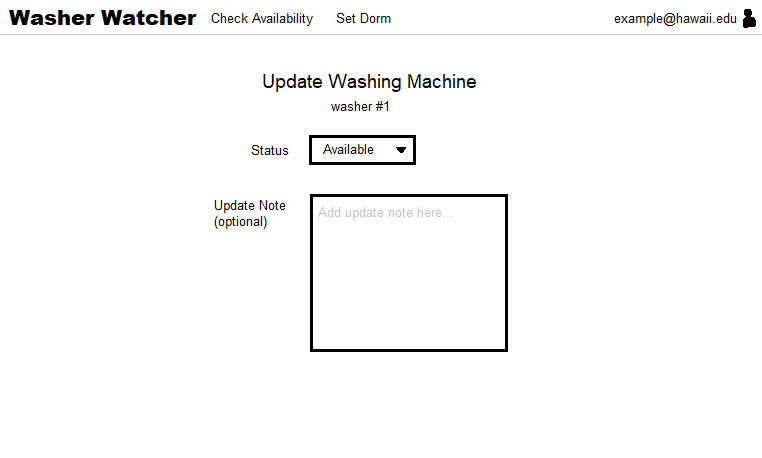 Washer Watcher Check Availability Set Dorm example@hawaii.edu
Update Washing Machine
washer #1
Status Available
Update Note
(optional)
Add update note here...